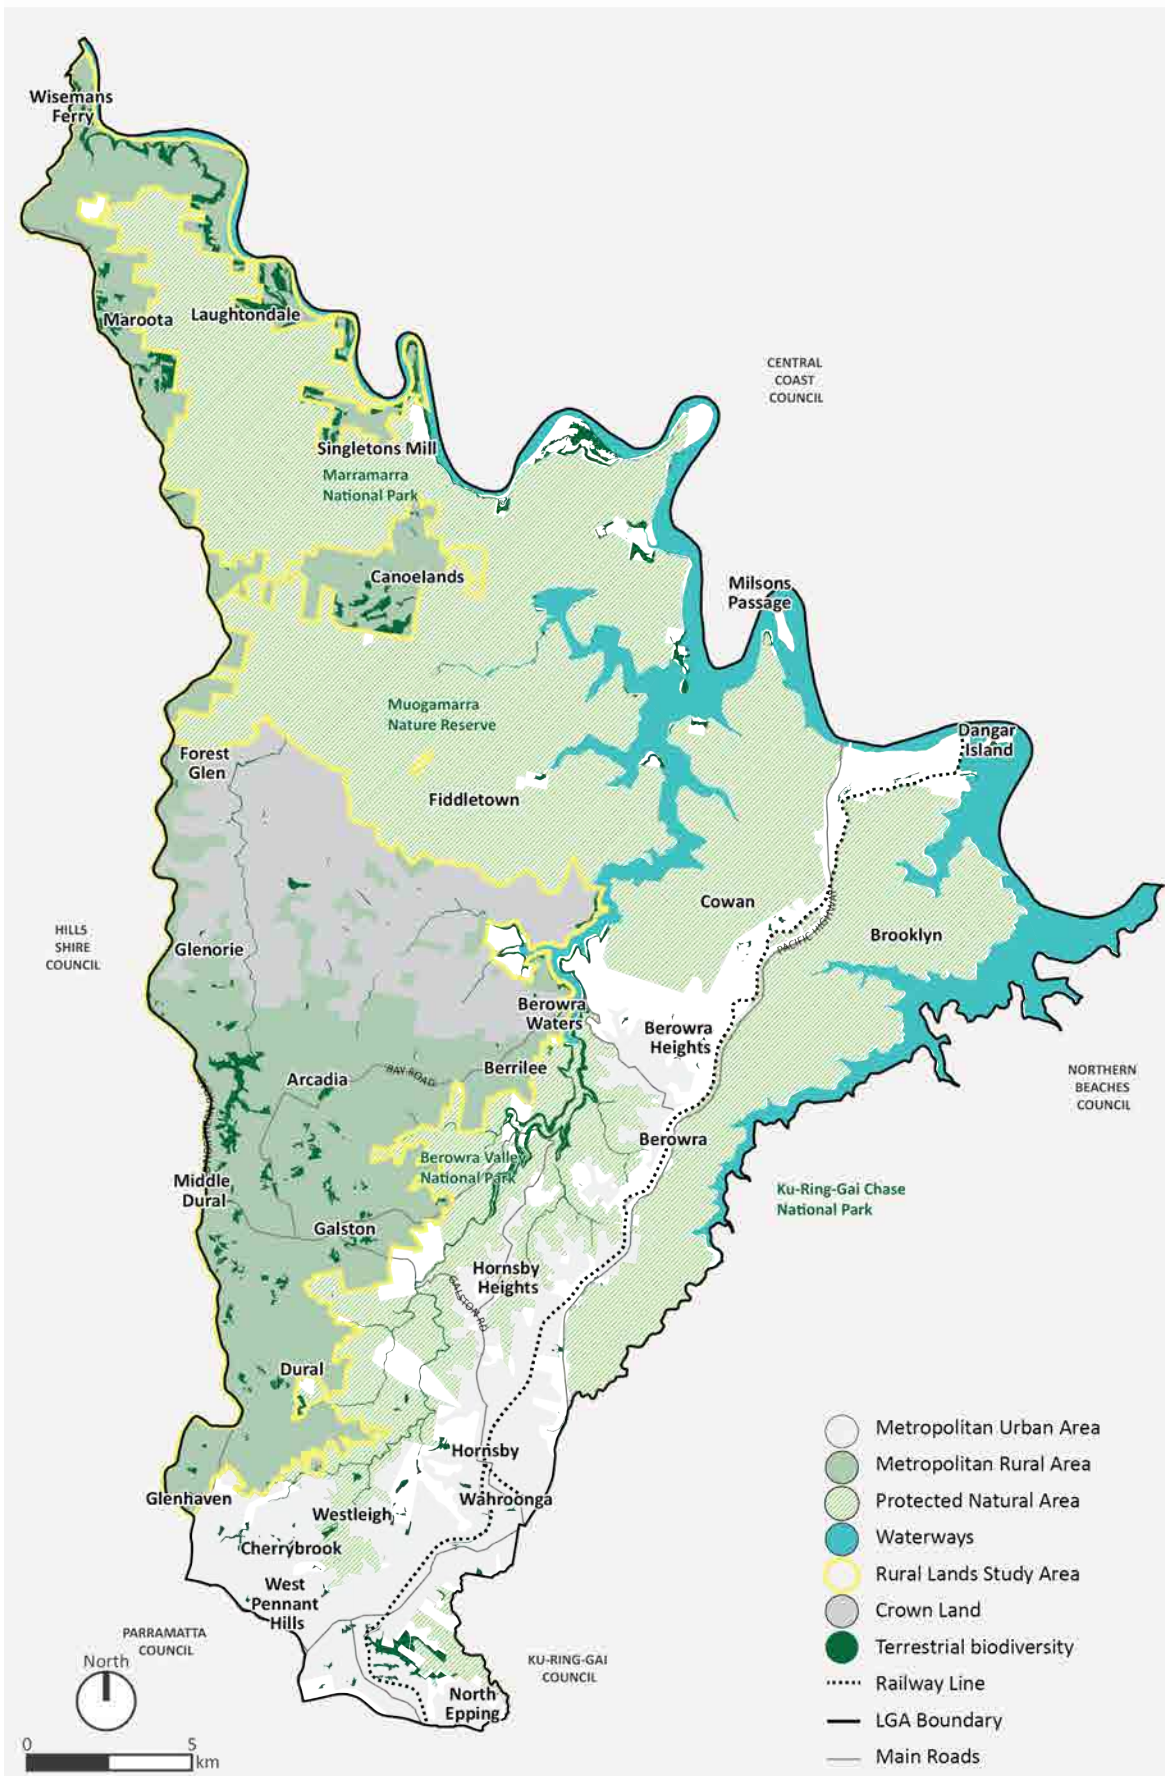 Wisemans
Ferry
Maroota
Laughtondale
CENTRAL
COAST
COUNCIL
Singletons Mill
Marramarra
National Park
Canoelands
Milsons
Passage
Muogamarra
Nature Reserve
Dangar
Island
Forest
Glen
Fiddletown
Cowan
HILLS
SHIRE
COUNCIL
Glenorie
PACIFIC HIGH
Brooklyn
Berowra
Waters
Berowra
Heights
Arcadia
BAY ROAD
Berrilee
NORTHERN
BEACHES
COUNCIL
Berowra
Berowra Valley
National Park
Middle
Dural
Ku-Ring-Gai Chase
National Park
Galston
Hornsby
Heights
GALSTON RD
Dural
Hornsby
Glenhaven
Wahroonga
Westleigh
Cherrybrook
West
Pennant
Hills
PARRAMATTA
COUNCIL
KU-RING-GAI
COUNCIL
North
Epping
Metropolitan Urban Area
Metropolitan Rural Area
Protected Natural Area
Waterways
Rural Lands Study Area
Crown Land
Terrestrial biodiversity
Railway Line
LGA Boundary
Main Roads
North
0 5
km